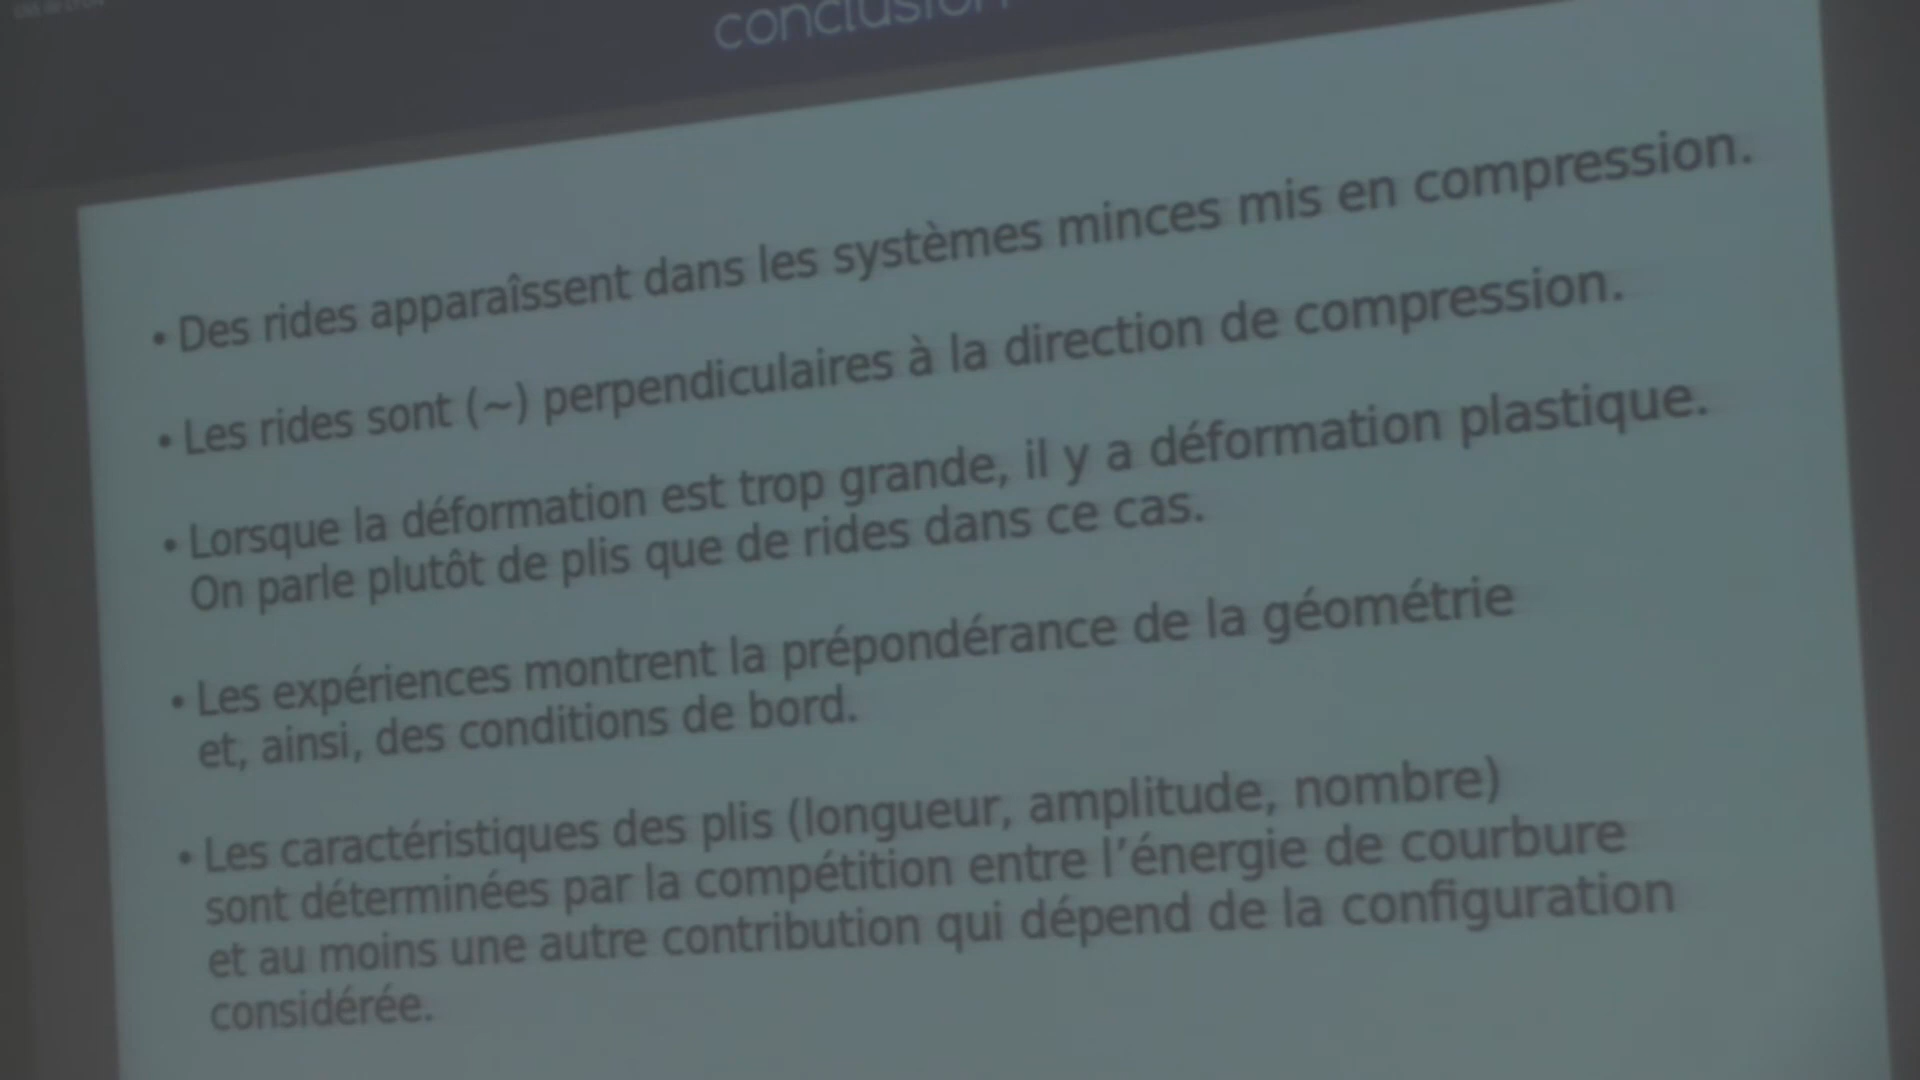 conclusion
• Des rides apparaîssent dans les systèmes minces mis en compression.
• Les rides sont (~) perpendiculaires à la direction de compression.
• Lorsque la déformation est trop grande, il y a déformation plastique.
On parle plutôt de plis que de rides dans ce cas.
• Les expériences montrent la prépondérance de la géométrie
et, ainsi, des conditions de bord.
• Les caractéristiques des plis (longueur, amplitude, nombre)
sont déterminées par la compétition entre l'énergie de courbure
et au moins une autre contribution qui dépend de la configuration
considérée.